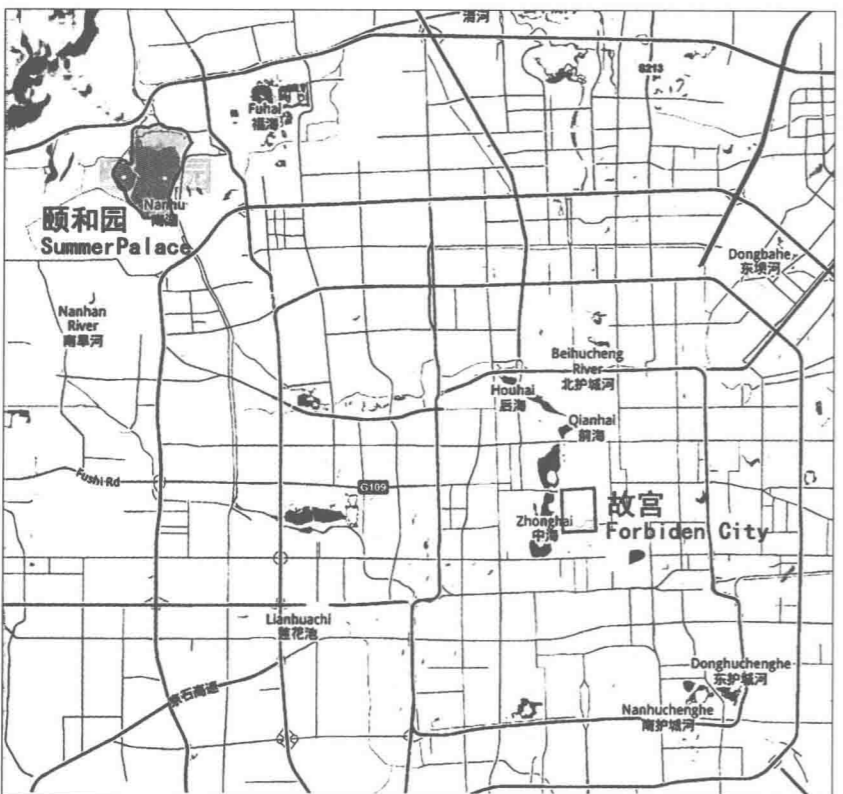 清河
S213
Fuhai
福海
Nanhu
南湖
颐和园
SummerPalace
Dongbahe
东坝河
Nanhan
River
南旱河
Beihucheng
River
北护城河
Houhai
后海
Qianhai
前海
Fushi Rd
G109
故宫
Forbiden City
Zhonghai
中海
Lianhuachi
莲花池
京石高速
Donghuchenghe
东护城河
Nanhuchenghe
南护城河